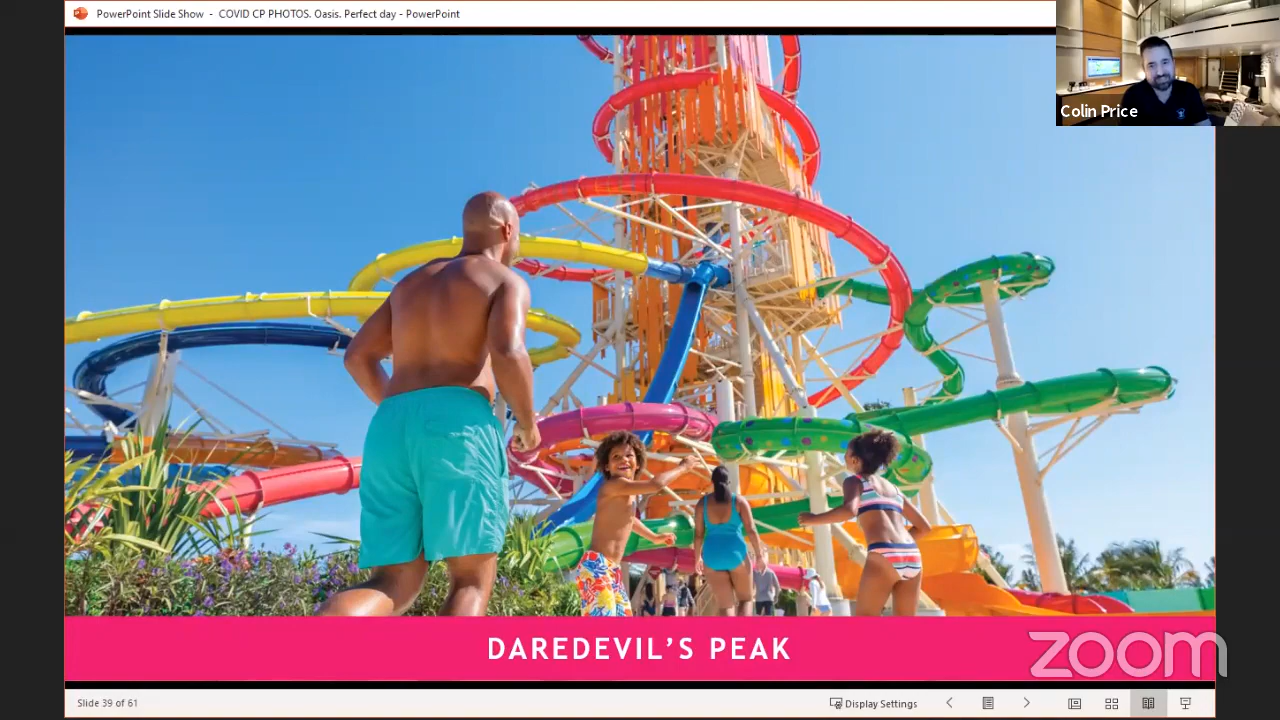 PowerPoint Slide Show - COVID CP PHOTOS. Oasis. Perfect day - PowerPoint
Colin Price
DAREDEVIL'S PEAK
zoom
Slide 39 of 61
Display Settings